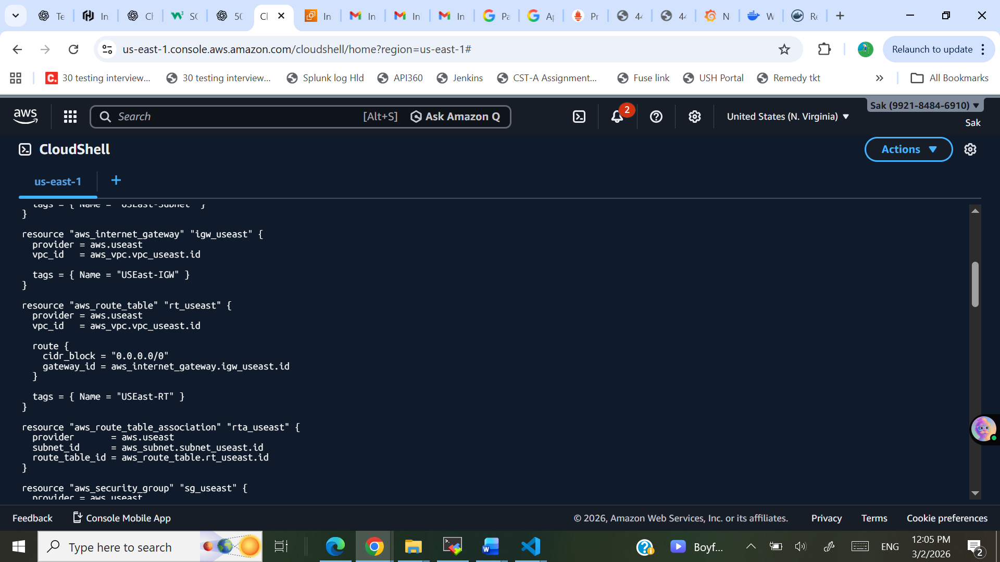 Te
In
Ch
SC
50
Cl
In
In
In
In
Pa
Ap
Pr
44
44
N
W
Re
us-east-1.console.aws.amazon.com/cloudshell/home?region=us-east-1#
Relaunch to update
30 testing interview...
30 testing interview...
Splunk log Hld
API360
Jenkins
CST-A Assignment...
Fuse link
USH Portal
Remedy tkt
»
All Bookmarks
aws
Search
[Alt+S]
Ask Amazon Q
2
United States (N. Virginia)
Sak (9921-8484-6910)
Sak
CloudShell
Actions
us-east-1
tags = { Name = "USEast-Subnet" }
}
resource "aws_internet_gateway" "igw_useast" {
provider = aws.useast
vpc_id = aws_vpc.vpc_useast.id
tags = { Name = "USEast-IGW" }
}
resource "aws_route_table" "rt_useast" {
provider = aws.useast
vpc_id = aws_vpc.vpc_useast.id
route {
cidr_block = "0.0.0.0/0"
gateway_id = aws_internet_gateway.igw_useast.id
}
tags = { Name = "USEast-RT" }
}
resource "aws_route_table_association" "rta_useast" {
provider = aws.useast
subnet_id = aws_subnet.subnet_useast.id
route_table_id = aws_route_table.rt_useast.id
}
resource "aws_security_group" "sg_useast" {
provider = aws.useast
Feedback
Console Mobile App
© 2026, Amazon Web Services, Inc. or its affiliates.
Privacy
Terms
Cookie preferences
Type here to search
Boyf...
ENG
12:05 PM
3/2/2026
2